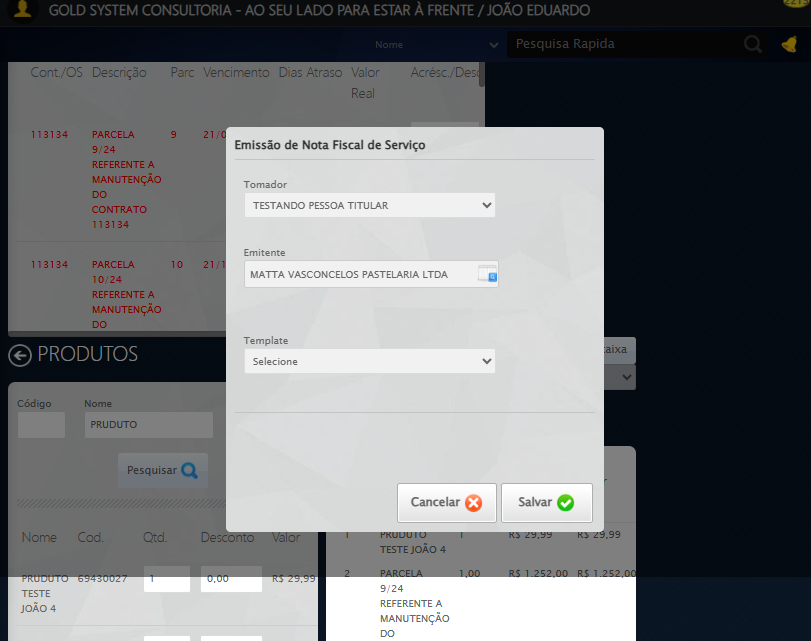 GOLD SYSTEM CONSULTORIA - AO SEU LADO PARA ESTAR À FRENTE / JOÃO EDUARDO
2213
Nome
Pesquisa Rapida
Cont./OS Descrição Parc Vencimento Dias Atraso Valor Real Acrésc./Desc
113134 PARCELA 9 21/0
9/24
REFERENTE A
MANUTENÇÃO
DO
CONTRATO
113134
113134 PARCELA 10 21/1
10/24
REFERENTE A
MANUTENÇÃO
DO
Emissão de Nota Fiscal de Serviço
Tomador
TESTANDO PESSOA TITULAR
Emitente
MATTA VASCONCELOS PASTELARIA LTDA
Template
Selecione
Cancelar Salvar
PRODUTOS
aixa
Código Nome
PRUDUTO
Pesquisar
Nome Cod. Qtd. Desconto Valor
PRUDUTO 69430027 1 0,00 R$ 29,99
TESTE
JOÃO 4
r
1 PRUDUTO 1 R$ 29,99 R$ 29,99
TESTE JOÃO 4
2 PARCELA 1,00 R$ 1.252,00 R$ 1.252,00
9/24
REFERENTE A
MANUTENÇÃO
DO